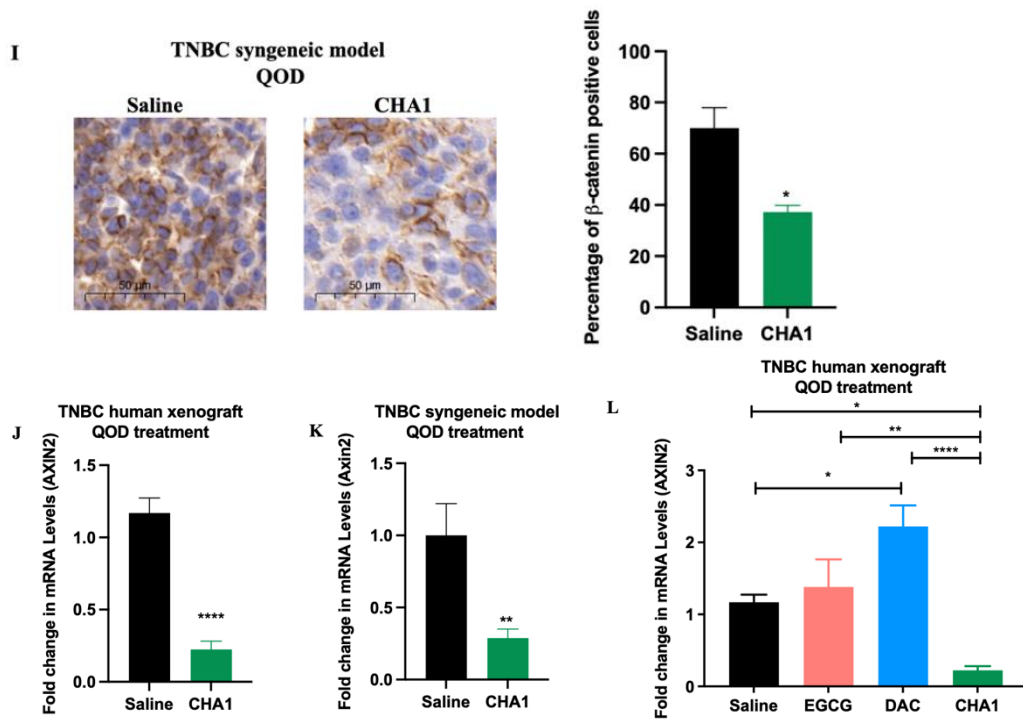 I
TNBC syngeneic model
QOD
Saline
CHA1
50 µm
50 µm
Percentage of β-catenin positive cells
100
80
60
40
20
0
*
Saline
CHA1
J
TNBC human xenograft
QOD treatment
Fold change in mRNA Levels (AXIN2)
1.5
1.0
0.5
0.0
****
Saline
CHA1
K
TNBC syngeneic model
QOD treatment
Fold change in mRNA Levels (Axin2)
1.5
1.0
0.5
0.0
**
Saline
CHA1
L
TNBC human xenograft
QOD treatment
Fold change in mRNA Levels (AXIN2)
3
2
1
0
*
**
****
*
Saline
EGCG
DAC
CHA1